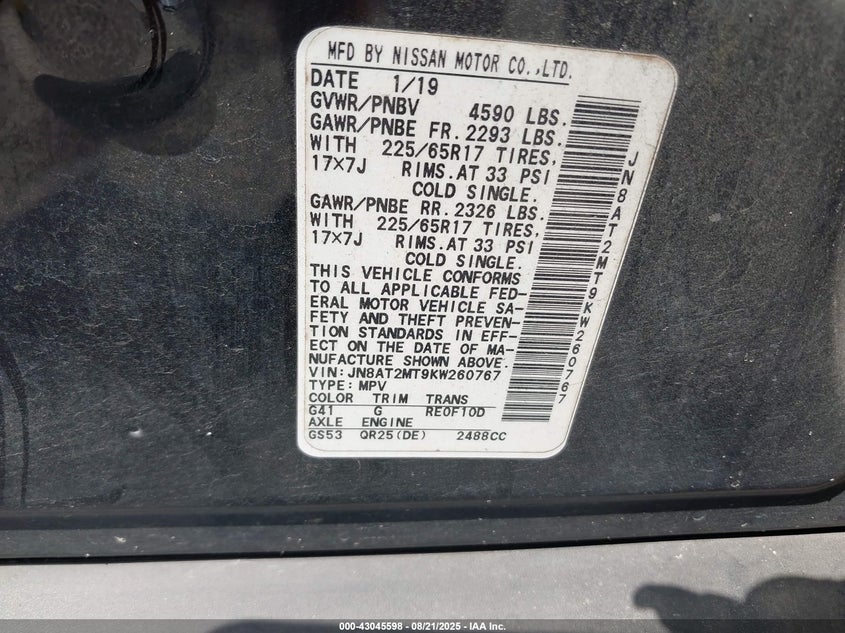 MFD BY NISSAN MOTOR CO.,LTD.
DATE 1/19
GVWR/PNBV 4590 LBS.
GAWR/PNBE FR. 2293 LBS.
WITH 225/65R17 TIRES,
17X7J RIMS.AT 33 PSI
COLD SINGLE.
GAWR/PNBE RR. 2326 LBS.
WITH 225/65R17 TIRES,
17X7J RIMS.AT 33 PSI
COLD SINGLE.
THIS VEHICLE CONFORMS
TO ALL APPLICABLE FED-
ERAL MOTOR VEHICLE SA-
FETY AND THEFT PREVEN-
TION STANDARDS IN EFF-
ECT ON THE DATE OF MA-
NUFACTURE SHOWN ABOVE.
VIN: JN8AT2MT9KW260767
TYPE: MPV
COLOR TRIM TRANS
G41 G RE0F10D
AXLE ENGINE
GS53 QR25(DE) 2488CC
JN8AT2MT9KW260767
000-43045598 - 08/21/2025 - IAA Inc.